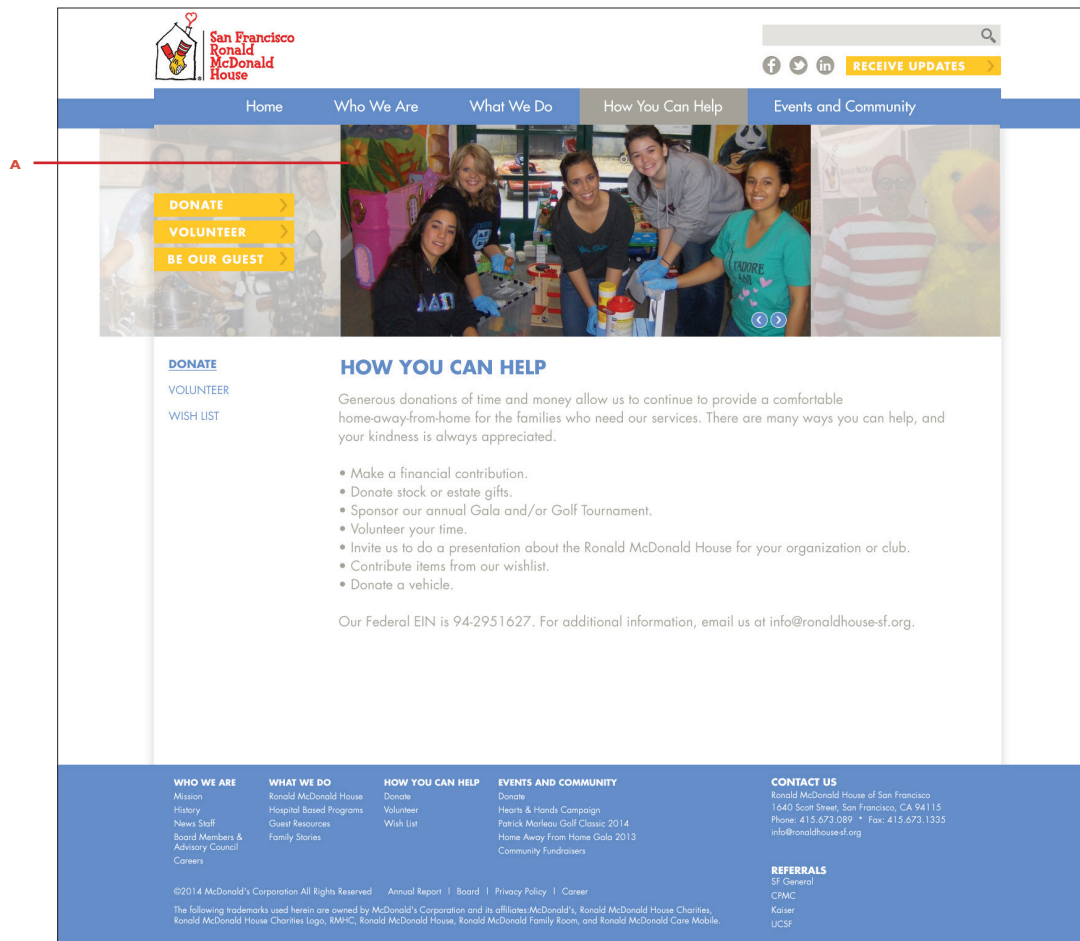 San Francisco
Ronald
McDonald
House
RECEIVE UPDATES
Home
Who We Are
What We Do
How You Can Help
Events and Community
A
DONATE
VOLUNTEER
BE OUR GUEST
J'ADORE
DONATE
VOLUNTEER
WISH LIST
HOW YOU CAN HELP
Generous donations of time and money allow us to continue to provide a comfortable
home-away-from-home for the families who need our services. There are many ways you can help, and
your kindness is always appreciated.
• Make a financial contribution.
• Donate stock or estate gifts.
• Sponsor our annual Gala and/or Golf Tournament.
• Volunteer your time.
• Invite us to do a presentation about the Ronald McDonald House for your organization or club.
• Contribute items from our wishlist.
• Donate a vehicle.
Our Federal EIN is 94-2951627. For additional information, email us at info@ronaldhouse-sf.org.
WHO WE ARE
Mission
History
News Staff
Board Members &
Advisory Council
Careers
WHAT WE DO
Ronald McDonald House
Hospital Based Programs
Guest Resources
Family Stories
HOW YOU CAN HELP
Donate
Volunteer
Wish List
EVENTS AND COMMUNITY
Donate
Hearts & Hands Campaign
Patrick Marleau Golf Classic 2014
Home Away From Home Gala 2013
Community Fundraisers
CONTACT US
Ronald McDonald House of San Francisco
1640 Scott Street, San Francisco, CA 94115
Phone: 415.673.089 * Fax: 415.673.1335
info@ronaldhouse-sf.org
REFERRALS
SF General
CPMC
Kaiser
UCSF
©2014 McDonald's Corporation All Rights Reserved Annual Report | Board | Privacy Policy | Career
The following trademarks used herein are owned by McDonald's Corporation and its affiliates:McDonald's, Ronald McDonald House Charities,
Ronald McDonald House Charities Logo, RMHC, Ronald McDonald House, Ronald McDonald Family Room, and Ronald McDonald Care Mobile.